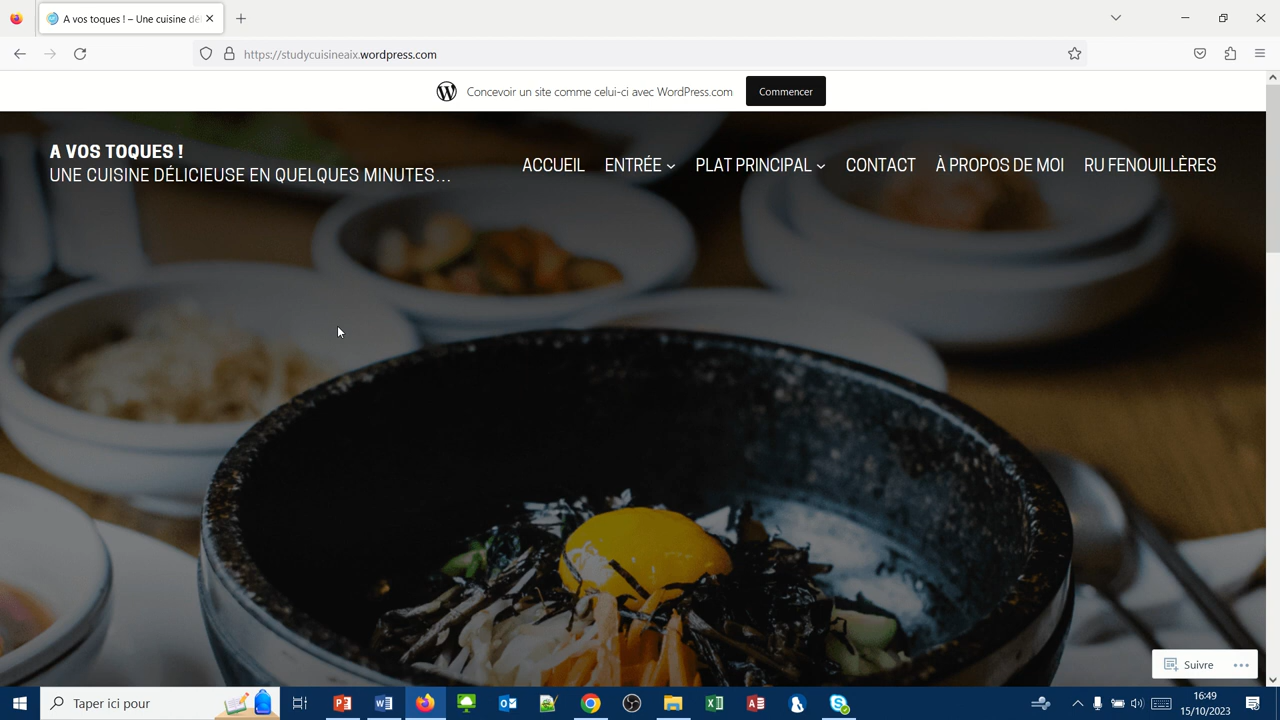 A vos toques ! – Une cuisine dé
https://studycuisineaix.wordpress.com
Concevoir un site comme celui-ci avec WordPress.com
Commencer
A VOS TOQUES !
UNE CUISINE DÉLICIEUSE EN QUELQUES MINUTES…
ACCUEIL ENTRÉE PLAT PRINCIPAL CONTACT À PROPOS DE MOI RU FENOUILLÈRES
Suivre
Taper ici pour
16:49
15/10/2023